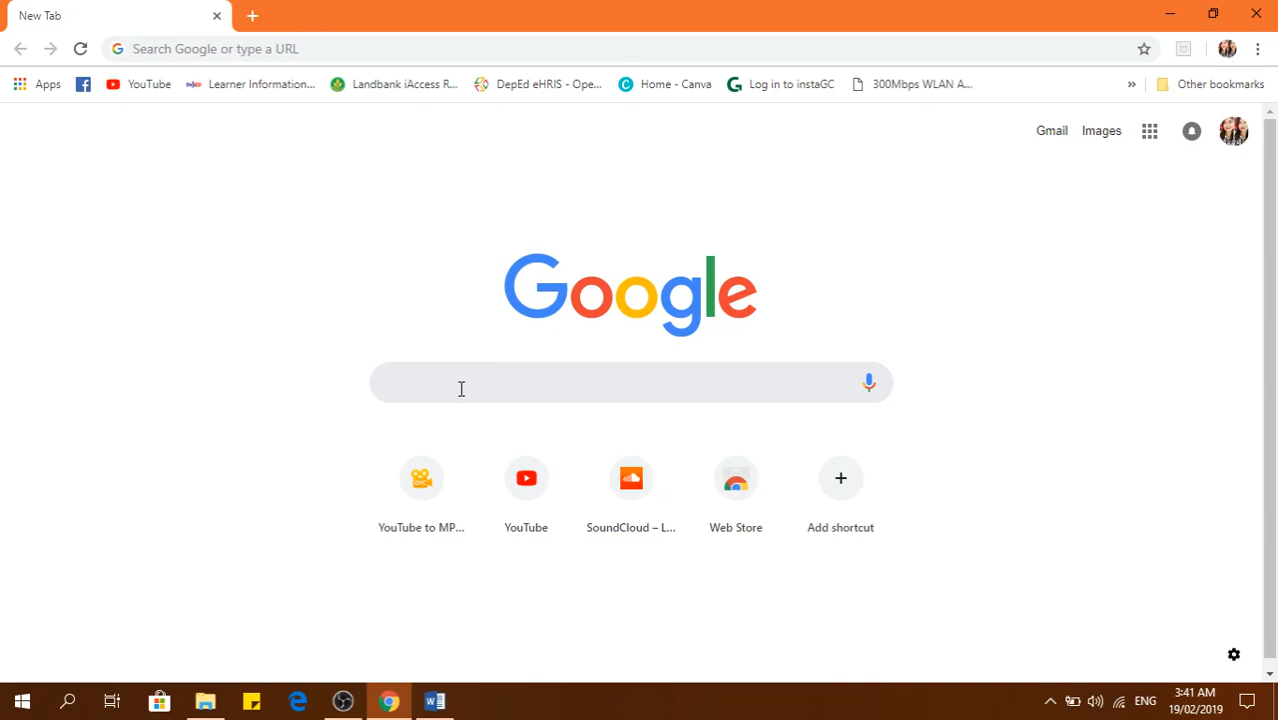 New Tab
Search Google or type a URL
Apps YouTube Learner Information... Landbank iAccess R... DepEd eHRIS - Ope... Home - Canva Log in to instaGC 300Mbps WLAN A... » Other bookmarks
Gmail Images
Google
YouTube to MP... YouTube SoundCloud – L... Web Store Add shortcut
ENG 3:41 AM
19/02/2019